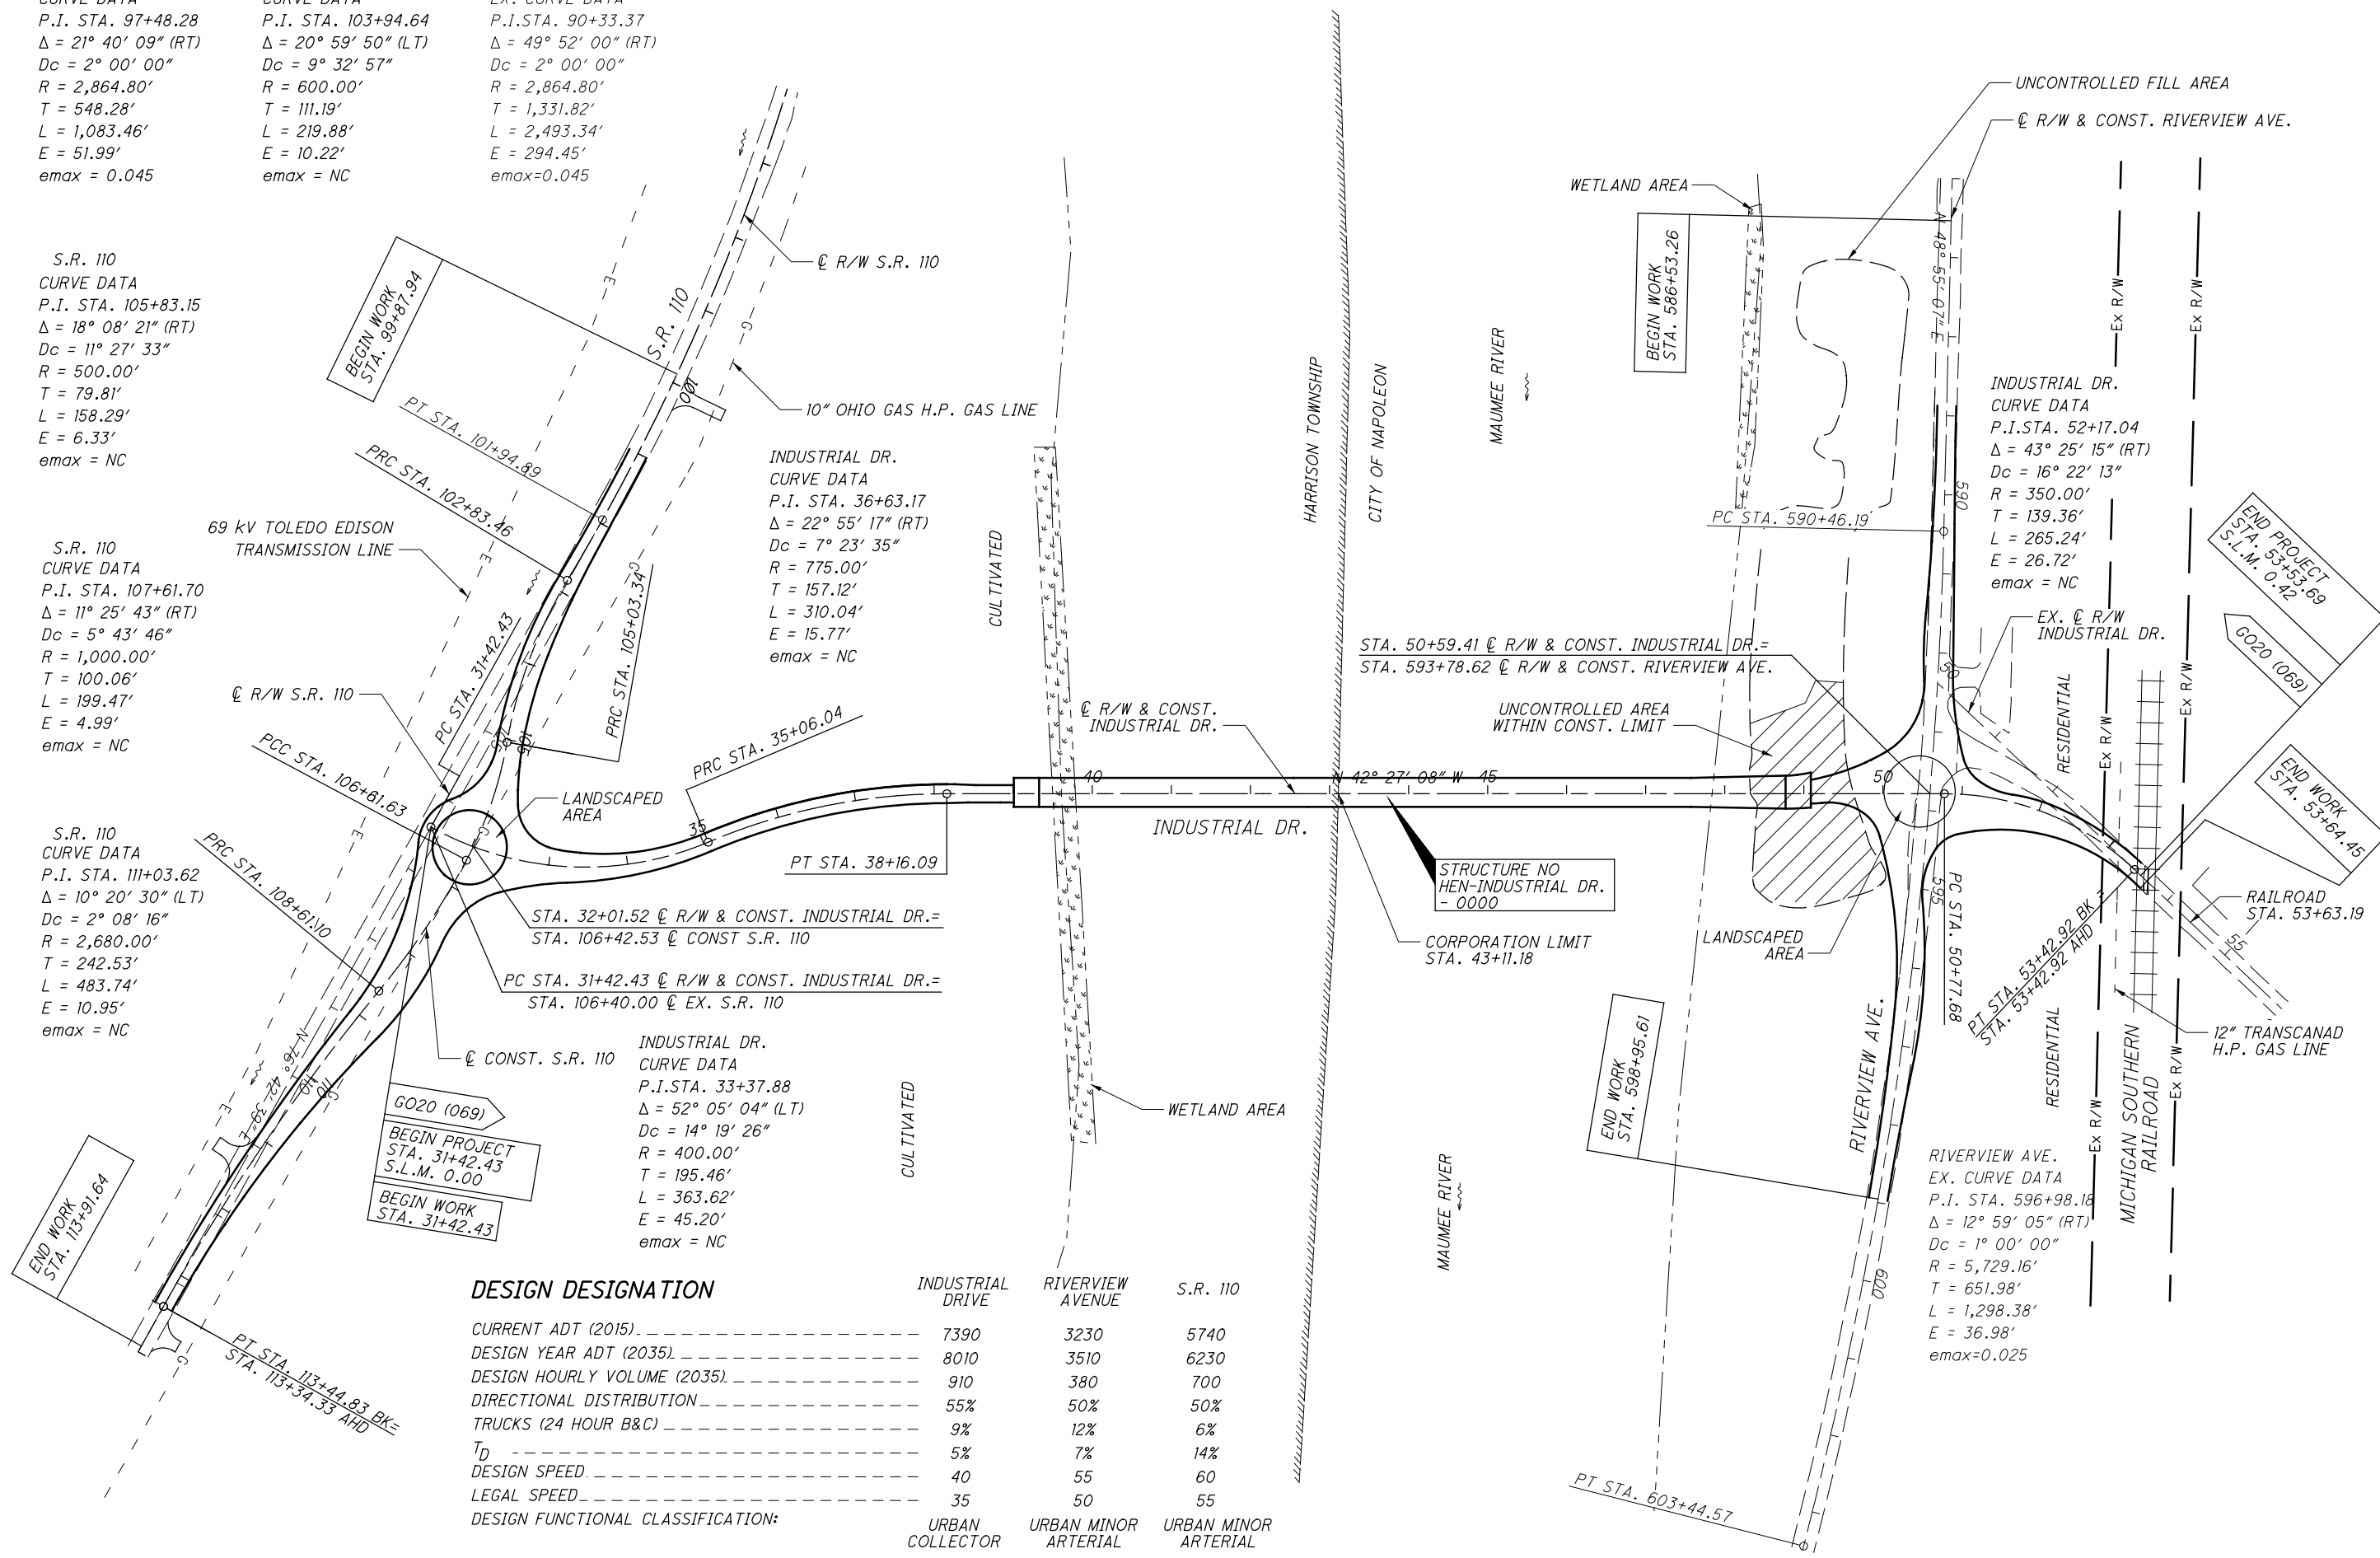 P.I. STA. 97+48.28
Δ = 21° 40′ 09″ (RT)
Dc = 2° 00′ 00″
R = 2,864.80′
T = 548.28′
L = 1,083.46′
E = 51.99′
emax = 0.045
P.I. STA. 103+94.64
Δ = 20° 59′ 50″ (LT)
Dc = 9° 32′ 57″
R = 600.00′
T = 111.19′
L = 219.88′
E = 10.22′
emax = NC
P.I.STA. 90+33.37
Δ = 49° 52′ 00″ (RT)
Dc = 2° 00′ 00″
R = 2,864.80′
T = 1,331.82′
L = 2,493.34′
E = 294.45′
emax=0.045
S.R. 110
CURVE DATA
P.I. STA. 105+83.15
Δ = 18° 08′ 21″ (RT)
Dc = 11° 27′ 33″
R = 500.00′
T = 79.81′
L = 158.29′
E = 6.33′
emax = NC
S.R. 110
CURVE DATA
P.I. STA. 107+61.70
Δ = 11° 25′ 43″ (RT)
Dc = 5° 43′ 46″
R = 1,000.00′
T = 100.06′
L = 199.47′
E = 4.99′
emax = NC
S.R. 110
CURVE DATA
P.I. STA. 111+03.62
Δ = 10° 20′ 30″ (LT)
Dc = 2° 08′ 16″
R = 2,680.00′
T = 242.53′
L = 483.74′
E = 10.95′
emax = NC
BEGIN WORK
STA. 99+87.94
PT STA. 101+94.89
PRC STA. 102+83.46
69 kV TOLEDO EDISON
TRANSMISSION LINE
℄ R/W S.R. 110
S.R. 110
100
10″ OHIO GAS H.P. GAS LINE
℄ R/W S.R. 110
PC STA. 31+42.43
PRC STA. 105+03.34
105
PCC STA. 106+61.63
PRC STA. 108+61.10
LANDSCAPED
AREA
PRC STA. 35+06.04
35
INDUSTRIAL DR.
CURVE DATA
P.I. STA. 36+63.17
Δ = 22° 55′ 17″ (RT)
Dc = 7° 23′ 35″
R = 775.00′
T = 157.12′
L = 310.04′
E = 15.77′
emax = NC
PT STA. 38+16.09
STA. 32+01.52 ℄ R/W & CONST. INDUSTRIAL DR.=
STA. 106+42.53 ℄ CONST S.R. 110
PC STA. 31+42.43 ℄ R/W & CONST. INDUSTRIAL DR.=
STA. 106+40.00 ℄ EX. S.R. 110
℄ CONST. S.R. 110
INDUSTRIAL DR.
CURVE DATA
P.I.STA. 33+37.88
Δ = 52° 05′ 04″ (LT)
Dc = 14° 19′ 26″
R = 400.00′
T = 195.46′
L = 363.62′
E = 45.20′
emax = NC
GO20 (069)
BEGIN PROJECT
STA. 31+42.43
S.L.M. 0.00
BEGIN WORK
STA. 31+42.43
N 76° 42′ 39″ E
110
END WORK
STA. 113+91.64
PT STA. 113+44.83 BK=
STA. 113+34.33 AHD
CULTIVATED
CULTIVATED
WETLAND AREA
HARRISON TOWNSHIP
CITY OF NAPOLEON
MAUMEE RIVER
MAUMEE RIVER
℄ R/W & CONST.
INDUSTRIAL DR.
40
N 42° 27′ 08″ W
45
50
INDUSTRIAL DR.
STRUCTURE NO
HEN-INDUSTRIAL DR.
- 0000
CORPORATION LIMIT
STA. 43+11.18
UNCONTROLLED FILL AREA
℄ R/W & CONST. RIVERVIEW AVE.
WETLAND AREA
BEGIN WORK
STA. 586+53.26
N 48° 55′ 07″ E
PC STA. 590+46.19
590
STA. 50+59.41 ℄ R/W & CONST. INDUSTRIAL DR.=
STA. 593+78.62 ℄ R/W & CONST. RIVERVIEW AVE.
UNCONTROLLED AREA
WITHIN CONST. LIMIT
INDUSTRIAL DR.
CURVE DATA
P.I.STA. 52+17.04
Δ = 43° 25′ 15″ (RT)
Dc = 16° 22′ 13″
R = 350.00′
T = 139.36′
L = 265.24′
E = 26.72′
emax = NC
EX. ℄ R/W
INDUSTRIAL DR.
50
END PROJECT
STA. 53+53.69
S.L.M. 0.42
GO20 (069)
END WORK
STA. 53+64.45
RAILROAD
STA. 53+63.19
55
12″ TRANSCANAD
H.P. GAS LINE
RESIDENTIAL
RESIDENTIAL
Ex R/W
Ex R/W
Ex R/W
Ex R/W
Ex R/W
Ex R/W
MICHIGAN SOUTHERN
RAILROAD
LANDSCAPED
AREA
595
PC STA. 50+77.68
PT STA. 53+42.92 BK =
STA. 53+42.92 AHD
END WORK
STA. 598+95.61
RIVERVIEW AVE.
RIVERVIEW AVE.
EX. CURVE DATA
P.I. STA. 596+98.18
Δ = 12° 59′ 05″ (RT)
Dc = 1° 00′ 00″
R = 5,729.16′
T = 651.98′
L = 1,298.38′
E = 36.98′
emax=0.025
600
PT STA. 603+44.57
DESIGN DESIGNATION
INDUSTRIAL DRIVE RIVERVIEW AVENUE S.R. 110
CURRENT ADT (2015) 7390 3230 5740
DESIGN YEAR ADT (2035) 8010 3510 6230
DESIGN HOURLY VOLUME (2035) 910 380 700
DIRECTIONAL DISTRIBUTION 55% 50% 50%
TRUCKS (24 HOUR B&C) 9% 12% 6%
TD 5% 7% 14%
DESIGN SPEED 40 55 60
LEGAL SPEED 35 50 55
DESIGN FUNCTIONAL CLASSIFICATION: URBAN COLLECTOR URBAN MINOR ARTERIAL URBAN MINOR ARTERIAL